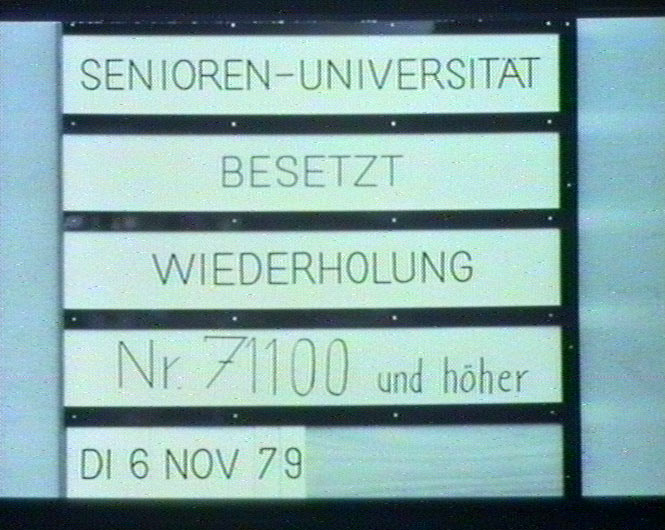 SENIOREN-UNIVERSITÄT
BESETZT
WIEDERHOLUNG
Nr. 71100 und höher
DI 6 NOV 79